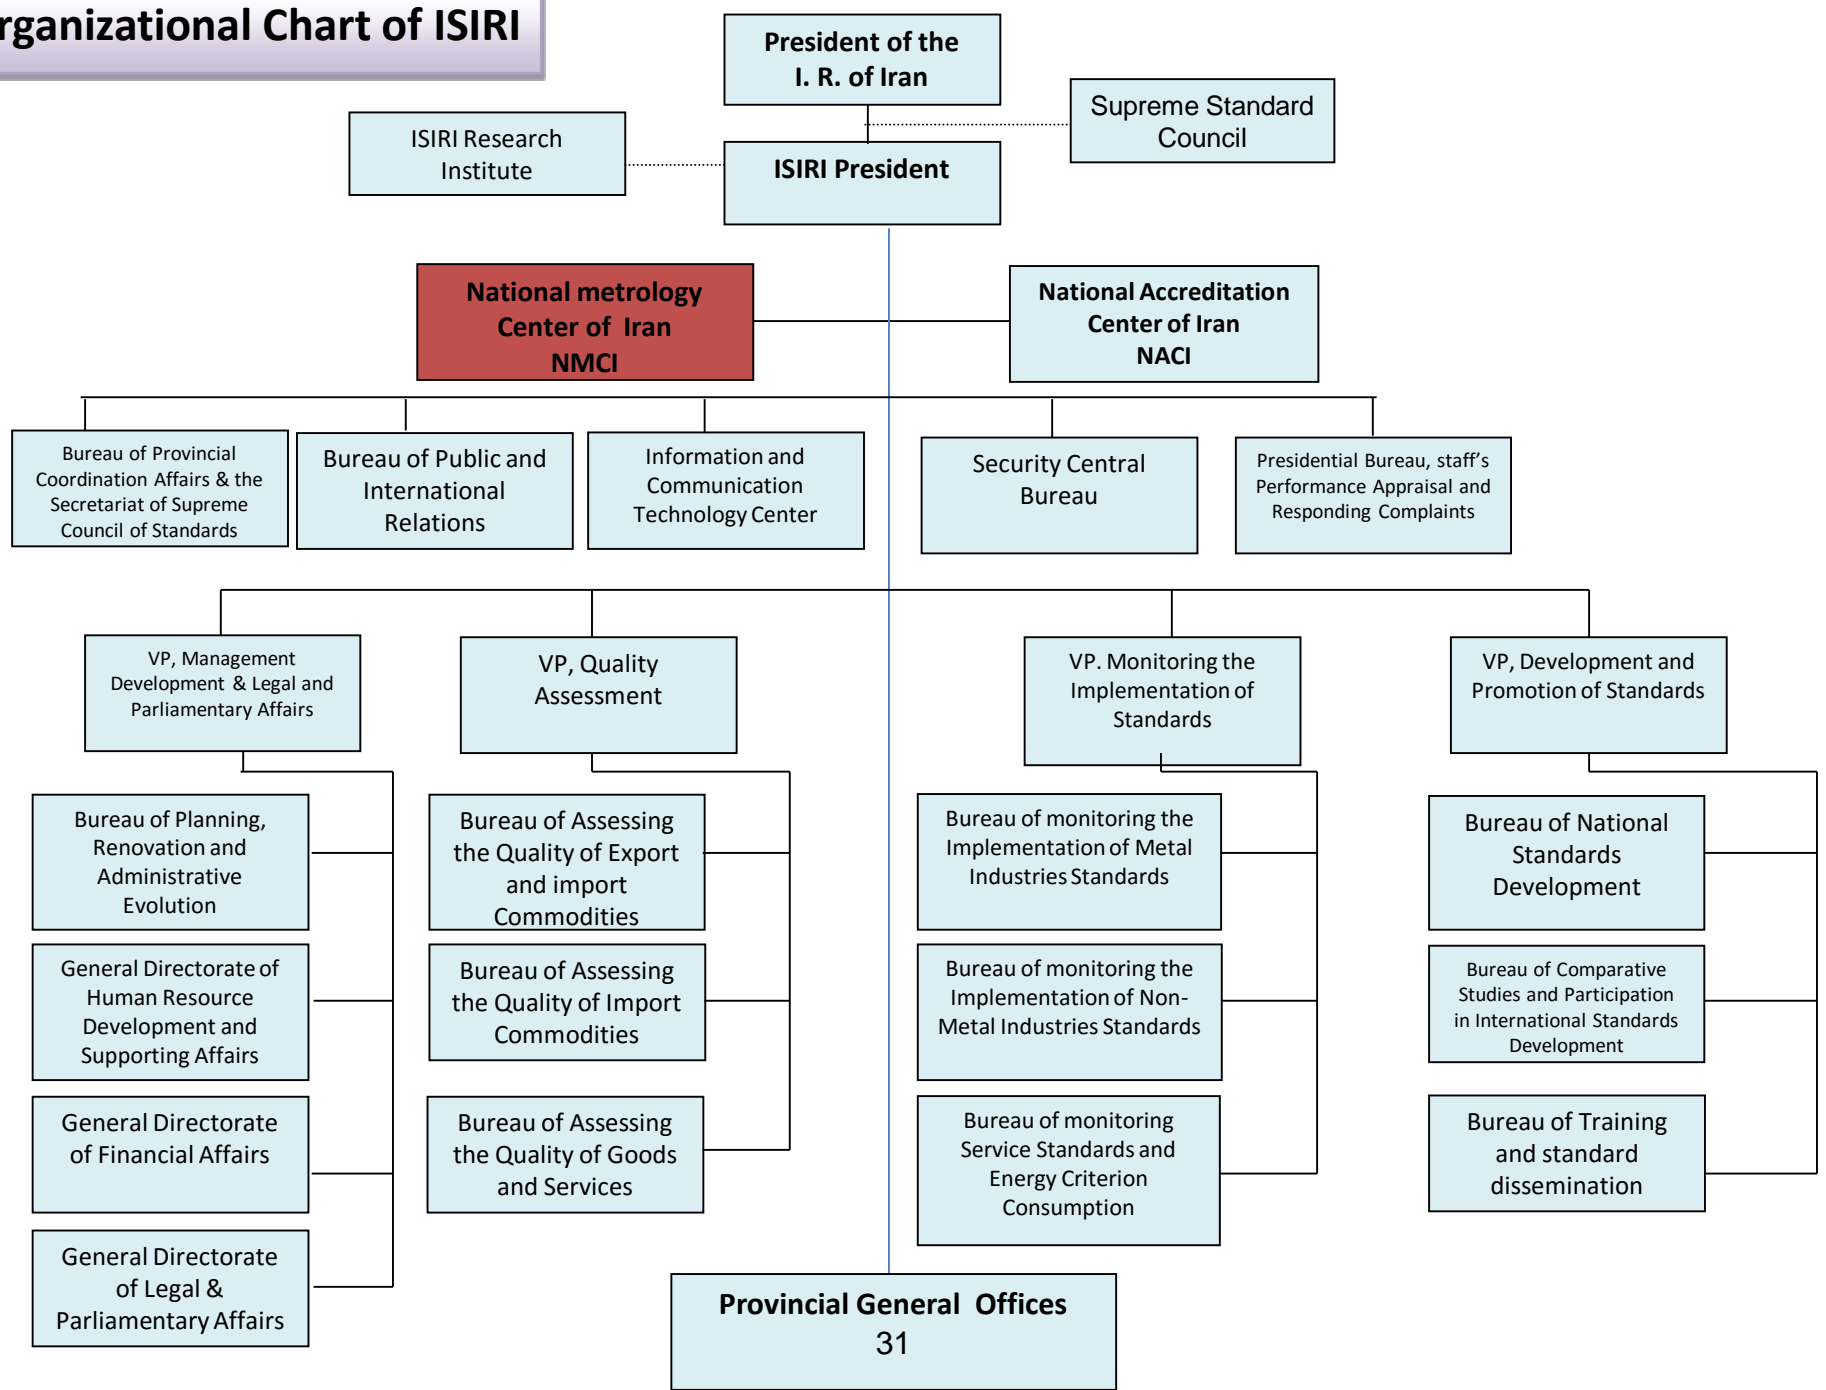 rganizational Chart of ISIRI
President of the
I. R. of Iran
Supreme Standard
Council
ISIRI Research
Institute
ISIRI President
National metrology
Center of Iran
NMCI
National Accreditation
Center of Iran
NACI
Bureau of Provincial
Coordination Affairs & the
Secretariat of Supreme
Council of Standards
Bureau of Public and
International
Relations
Information and
Communication
Technology Center
Security Central
Bureau
Presidential Bureau, staff’s
Performance Appraisal and
Responding Complaints
VP, Management
Development & Legal and
Parliamentary Affairs
VP, Quality
Assessment
VP. Monitoring the
Implementation of
Standards
VP, Development and
Promotion of Standards
Bureau of Planning,
Renovation and
Administrative
Evolution
Bureau of Assessing
the Quality of Export
and import
Commodities
Bureau of monitoring the
Implementation of Metal
Industries Standards
Bureau of National
Standards
Development
General Directorate of
Human Resource
Development and
Supporting Affairs
Bureau of Assessing
the Quality of Import
Commodities
Bureau of monitoring the
Implementation of Non-
Metal Industries Standards
Bureau of Comparative
Studies and Participation
in International Standards
Development
General Directorate
of Financial Affairs
Bureau of Assessing
the Quality of Goods
and Services
Bureau of monitoring
Service Standards and
Energy Criterion
Consumption
Bureau of Training
and standard
dissemination
General Directorate
of Legal &
Parliamentary Affairs
Provincial General Offices
31